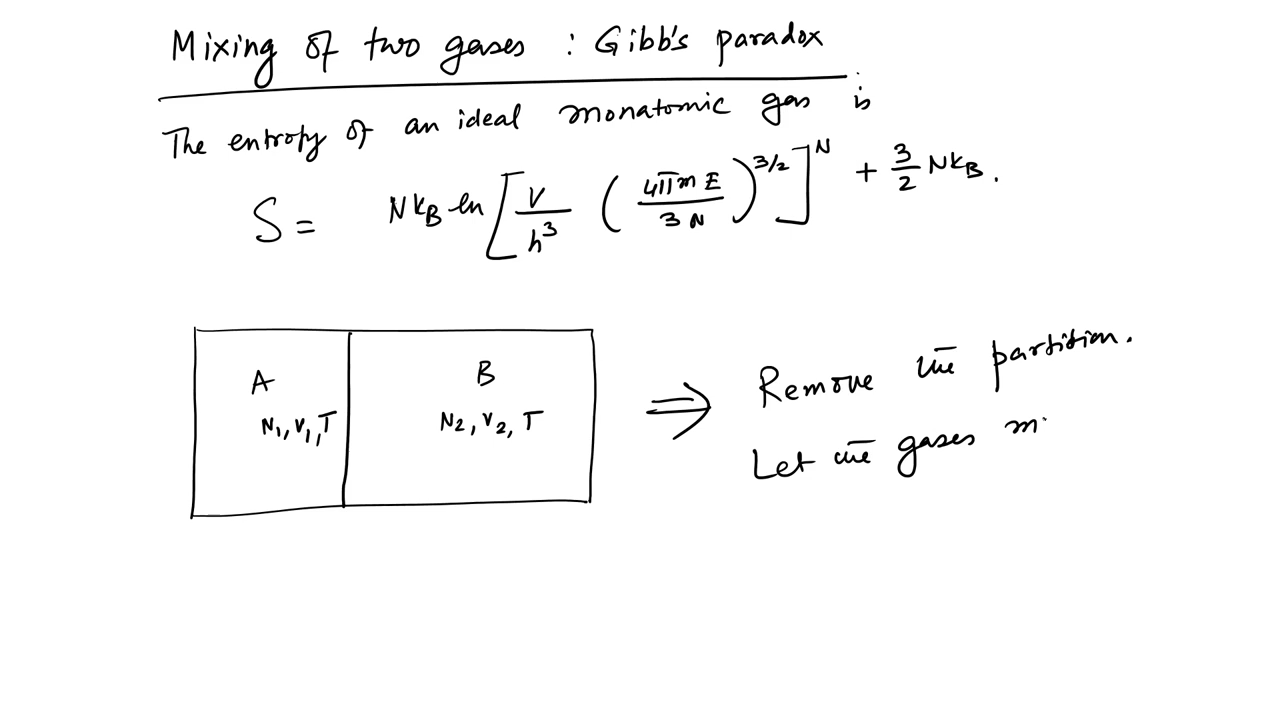 Mixing of two gases : Gibb's paradox
The entropy of an ideal monatomic gas is
S = Nk_B ln [ V/h³ ( 4πmE / 3N )^{3/2} ]^N + 3/2 Nk_B.
A
N₁, V₁, T
B
N₂, V₂, T
⇒ Remove the partition.
Let the gases m